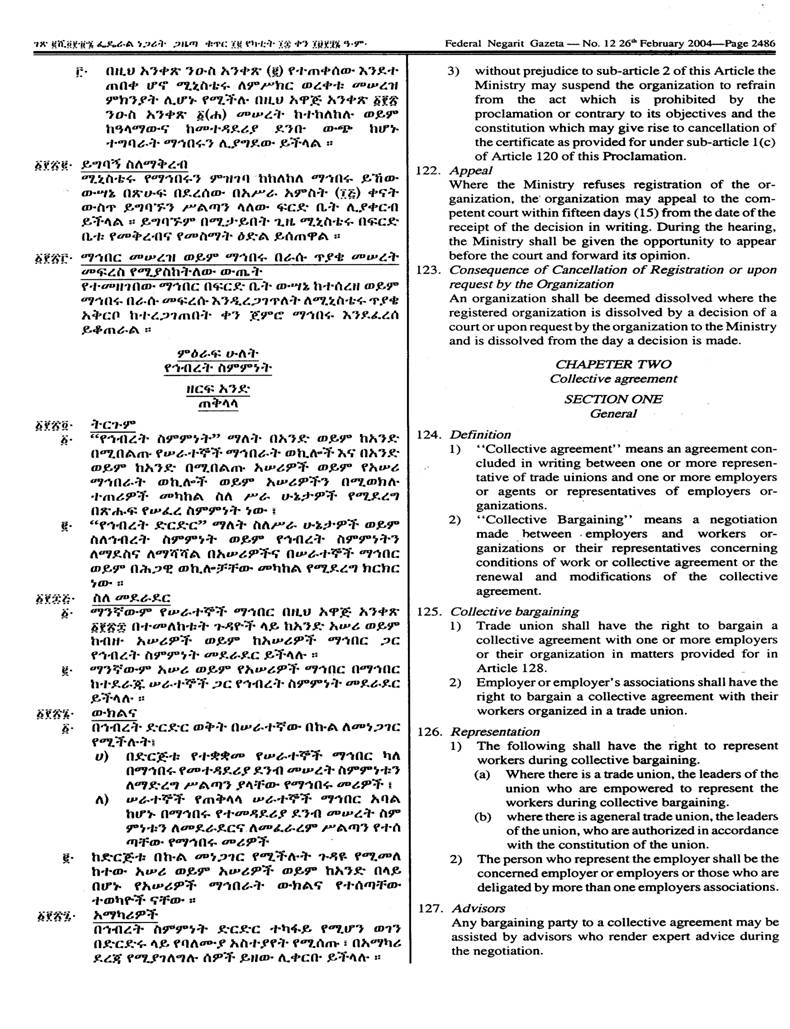 ገጽ ፪ሺ፬፻፹፮ ፌደራል ነጋሪት ጋዜጣ ቁጥር ፲፪ የካቲት ፲፰ ቀን ፲፱፻፺፮ ዓ.ም.
Federal Negarit Gazeta — No. 12 26th February 2004—Page 2486
፫· በዚህ አንቀጽ ንዑስ አንቀጽ (፪) የተጠቀሰው እንደተ
ጠበቀ ሆኖ ሚኒስቴሩ ለምሥክር ወረቀቱ መሠረዝ
ምክንያት ሊሆኑ የሚችሉ በዚህ አዋጅ አንቀጽ ፩፻፳
ንዑስ አንቀጽ ፩(ሐ) መሠረት ከተከለከሉ ወይም
ከዓላማውና ከመተዳደሪያ ደንቡ ውጭ ከሆኑ
ተግባራት ማኅበሩን ሊያግደው ይችላል ።
፩፻፳፪· ይግባኝ ስለማቅረብ
ሚኒስቴሩ የማኅበሩን ምዝገባ ከከለከለ ማኅበሩ ይኸው
ውሣኔ በጽሁፍ በደረሰው በአሥራ አምስት (፲፭) ቀናት
ውስጥ ይግባኙን ሥልጣን ላለው ፍርድ ቤት ሊያቀርብ
ይችላል ። ይግባኙም በሚታይበት ጊዜ ሚኒስቴሩ በፍርድ
ቤቱ የመቅረብና የመስማት ዕድል ይሰጠዋል ።
፩፻፳፫· ማኅበር መሠረዝ ወይም ማኅበሩ በራሱ ጥያቄ መሠረት
መፍረስ የሚያስከትለው ውጤት
የተመዘገበው ማኅበር በፍርድ ቤት ውሣኔ ከተሰረዘ ወይም
ማኅበሩ በራሱ መፍረሱ እንዲረጋገጥለት ለሚኒስቴሩ ጥያቄ
አቅርቦ ከተረጋገጠበት ቀን ጀምሮ ማኅበሩ እንደፈረሰ
ይቆጠራል ።
ምዕራፍ ሁለት
የኅብረት ስምምነት
ዘርፍ አንድ
ጠቅላላ
፩፻፳፬· ትርጉም
፩· “የኅብረት ስምምነት” ማለት በአንድ ወይም ከአንድ
በሚበልጡ የሠራተኞች ማኅበራት ወኪሎች እና በአንድ
ወይም ከአንድ በሚበልጡ አሠሪዎች ወይም የአሠሪ
ማኅበራት ወኪሎች ወይም አሠሪዎችን በሚወክሉ
ተጠሪዎች መካከል ስለ ሥራ ሁኔታዎች የሚደረግ
በጽሑፍ የሠፈረ ስምምነት ነው ፤
፪· “የኅብረት ድርድር” ማለት ስለሥራ ሁኔታዎች ወይም
ስለኅብረት ስምምነት ወይም የኅብረት ስምምነትን
ለማደስና ለማሻሻል በአሠሪዎችና በሠራተኞች ማኅበር
ወይም በሕጋዊ ወኪሎቻቸው መካከል የሚደረግ ክርክር
ነው ።
፩፻፳፭· ስለ መደራደር
፩· ማንኛውም የሠራተኞች ማኅበር በዚህ አዋጅ አንቀጽ
፩፻፳፰ በተመለከቱት ጉዳዮች ላይ ከአንድ አሠሪ ወይም
ከብዙ አሠሪዎች ወይም ከአሠሪዎች ማኅበር ጋር
የኅብረት ስምምነት መደራደር ይችላሉ ።
፪· ማንኛውም አሠሪ ወይም የአሠሪዎች ማኅበር በማኅበር
ከተደራጁ ሠራተኞች ጋር የኅብረት ስምምነት መደራደር
ይችላሉ ።
፩፻፳፮· ውክልና
፩· በኅብረት ድርድር ወቅት በሠራተኛው በኩል ለመነጋገር
የሚችሉት፤
ሀ) በድርጅቱ የተቋቋመ የሠራተኞች ማኅበር ካለ
በማኅበሩ የመተዳደሪያ ደንብ መሠረት ስምምነቱን
ለማድረግ ሥልጣን ያላቸው የማኅበሩ መሪዎች ፤
ለ) ሠራተኞች የጠቅላላ ሠራተኞች ማኅበር አባል
ከሆኑ በማኅበሩ የመተዳደሪያ ደንብ መሠረት ስም
ምነቱን ለመደራደርና ለመፈራረም ሥልጣን የተሰ
ጣቸው የማኅበሩ መሪዎች
፪· ከድርጅቱ በኩል መነጋገር የሚችሉት ጉዳዩ የሚመለ
ከተው አሠሪ ወይም አሠሪዎች ወይም ከአንድ በላይ
በሆኑ የአሠሪዎች ማኅበራት ውክልና የተሰጣቸው
ተወካዮች ናቸው ።
፩፻፳፯· አማካሪዎች
በኅብረት ስምምነት ድርድር ተካፋይ የሚሆን ወገን
በድርድሩ ላይ የባለሙያ አስተያየት የሚሰጡ ፤ በአማካሪ
ደረጃ የሚያገለግሉ ሰዎች ይዘው ሊቀርቡ ይችላሉ ።
3) without prejudice to sub-article 2 of this Article the
Ministry may suspend the organization to refrain
from the act which is prohibited by the
proclamation or contrary to its objectives and the
constitution which may give rise to cancellation of
the certificate as provided for under sub-article 1(c)
of Article 120 of this Proclamation.
122. Appeal
Where the Ministry refuses registration of the or-
ganization, the organization may appeal to the com-
petent court within fifteen days (15) from the date of the
receipt of the decision in writing. During the hearing,
the Ministry shall be given the opportunity to appear
before the court and forward its opinion.
123. Consequence of Cancellation of Registration or upon
request by the Organization
An organization shall be deemed dissolved where the
registered organization is dissolved by a decision of a
court or upon request by the organization to the Ministry
and is dissolved from the day a decision is made.
CHAPETER TWO
Collective agreement
SECTION ONE
General
124. Definition
1) ‘‘Collective agreement’’ means an agreement con-
cluded in writing between one or more represen-
tative of trade uinions and one or more employers
or agents or representatives of employers or-
ganizations.
2) ‘‘Collective Bargaining’’ means a negotiation
made between employers and workers or-
ganizations or their representatives concerning
conditions of work or collective agreement or the
renewal and modifications of the collective
agreement.
125. Collective bargaining
1) Trade union shall have the right to bargain a
collective agreement with one or more employers
or their organization in matters provided for in
Article 128.
2) Employer or employer's associations shall have the
right to bargain a collective agreement with their
workers organized in a trade union.
126. Representation
1) The following shall have the right to represent
workers during collective bargaining.
(a) Where there is a trade union, the leaders of the
union who are empowered to represent the
workers during collective bargaining.
(b) where there is ageneral trade union, the leaders
of the union, who are authorized in accordance
with the constitution of the union.
2) The person who represent the employer shall be the
concerned employer or employers or those who are
deligated by more than one employers associations.
127. Advisors
Any bargaining party to a collective agreement may be
assisted by advisors who render expert advice during
the negotiation.